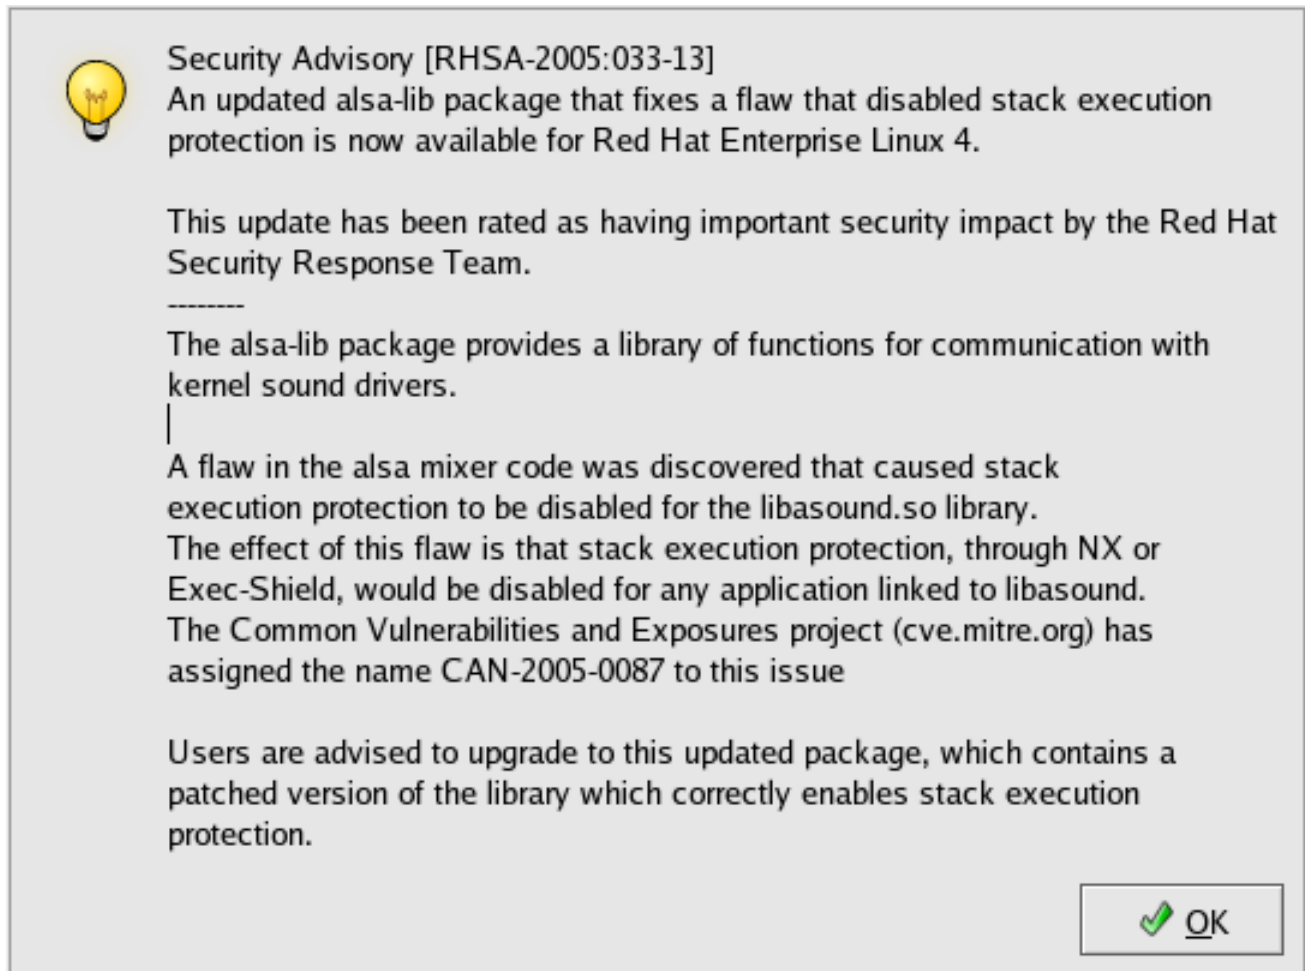 Security Advisory [RHSA-2005:033-13]
An updated alsa-lib package that fixes a flaw that disabled stack execution
protection is now available for Red Hat Enterprise Linux 4.
This update has been rated as having important security impact by the Red Hat
Security Response Team.
--------
The alsa-lib package provides a library of functions for communication with
kernel sound drivers.
A flaw in the alsa mixer code was discovered that caused stack
execution protection to be disabled for the libasound.so library.
The effect of this flaw is that stack execution protection, through NX or
Exec-Shield, would be disabled for any application linked to libasound.
The Common Vulnerabilities and Exposures project (cve.mitre.org) has
assigned the name CAN-2005-0087 to this issue
Users are advised to upgrade to this updated package, which contains a
patched version of the library which correctly enables stack execution
protection.
OK